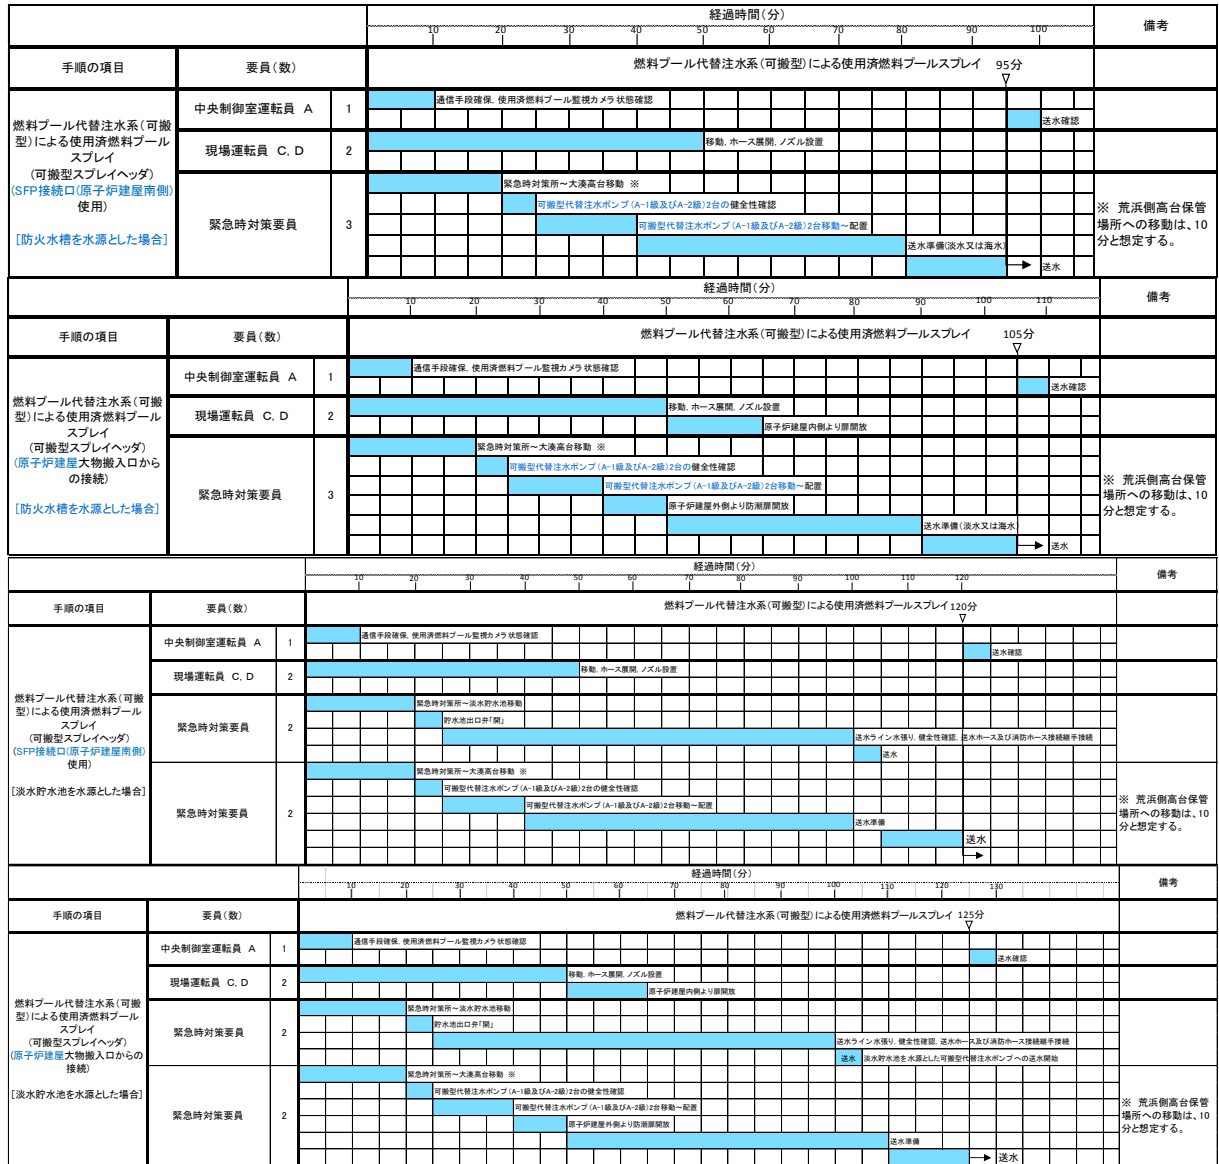 経過時間(分)
備考
10 20 30 40 50 60 70 80 90 100
手順の項目
要員(数)
燃料プール代替注水系(可搬型)による使用済燃料プールスプレイ 95分
燃料プール代替注水系(可搬
型)による使用済燃料プール
スプレイ
(可搬型スプレイヘッダ)
(SFP接続口(原子炉建屋南側)
使用)
[防火水槽を水源とした場合]
中央制御室運転員 A
1
通信手段確保、使用済燃料プール監視カメラ状態確認
送水確認
現場運転員 C, D
2
移動、ホース展開、ノズル設置
緊急時対策要員
3
緊急時対策所~大湊高台移動 ※
可搬型代替注水ポンプ(A-1級及びA-2級)2台の健全性確認
可搬型代替注水ポンプ(A-1級及びA-2級)2台移動~配置
送水準備(淡水又は海水)
送水
※ 荒浜側高台保管
場所への移動は、10
分と想定する。
経過時間(分)
備考
10 20 30 40 50 60 70 80 90 100 110
手順の項目
要員(数)
燃料プール代替注水系(可搬型)による使用済燃料プールスプレイ 105分
燃料プール代替注水系(可搬
型)による使用済燃料プール
スプレイ
(可搬型スプレイヘッダ)
(原子炉建屋大物搬入口から
の接続)
[防火水槽を水源とした場合]
中央制御室運転員 A
1
通信手段確保、使用済燃料プール監視カメラ状態確認
送水確認
現場運転員 C, D
2
移動、ホース展開、ノズル設置
原子炉建屋内側より扉開放
緊急時対策要員
3
緊急時対策所~大湊高台移動 ※
可搬型代替注水ポンプ(A-1級及びA-2級)2台の健全性確認
可搬型代替注水ポンプ(A-1級及びA-2級)2台移動~配置
原子炉建屋外側より防潮扉開放
送水準備(淡水又は海水)
送水
※ 荒浜側高台保管
場所への移動は、10
分と想定する。
経過時間(分)
備考
10 20 30 40 50 60 70 80 90 100 110 120
手順の項目
要員(数)
燃料プール代替注水系(可搬型)による使用済燃料プールスプレイ 120分
燃料プール代替注水系(可搬
型)による使用済燃料プール
スプレイ
(可搬型スプレイヘッダ)
(SFP接続口(原子炉建屋南側)
使用)
[淡水貯水池を水源とした場合]
中央制御室運転員 A
1
通信手段確保、使用済燃料プール監視カメラ状態確認
送水確認
現場運転員 C, D
2
移動、ホース展開、ノズル設置
緊急時対策要員
2
緊急時対策所~淡水貯水池移動
貯水池出口弁「開」
送水ライン水張り、健全性確認、送水ホース及び消防ホース接続継手接続
送水
緊急時対策要員
2
緊急時対策所~大湊高台移動 ※
可搬型代替注水ポンプ(A-1級及びA-2級)2台の健全性確認
可搬型代替注水ポンプ(A-1級及びA-2級)2台移動~配置
送水準備
送水
※ 荒浜側高台保管
場所への移動は、10
分と想定する。
経過時間(分)
備考
10 20 30 40 50 60 70 80 90 100 110 120 130
手順の項目
要員(数)
燃料プール代替注水系(可搬型)による使用済燃料プールスプレイ 125分
燃料プール代替注水系(可搬
型)による使用済燃料プール
スプレイ
(可搬型スプレイヘッダ)
(原子炉建屋大物搬入口からの
接続)
[淡水貯水池を水源とした場合]
中央制御室運転員 A
1
通信手段確保、使用済燃料プール監視カメラ状態確認
送水確認
現場運転員 C, D
2
移動、ホース展開、ノズル設置
原子炉建屋内側より扉開放
緊急時対策要員
2
緊急時対策所~淡水貯水池移動
貯水池出口弁「開」
送水ライン水張り、健全性確認、送水ホース及び消防ホース接続継手接続
送水 淡水貯水池を水源とした可搬型代替注水ポンプへの送水開始
緊急時対策要員
2
緊急時対策所~大湊高台移動 ※
可搬型代替注水ポンプ(A-1級及びA-2級)2台の健全性確認
可搬型代替注水ポンプ(A-1級及びA-2級)2台移動~配置
原子炉建屋外側より防潮扉開放
送水準備
送水
※ 荒浜側高台保管
場所への移動は、10
分と想定する。